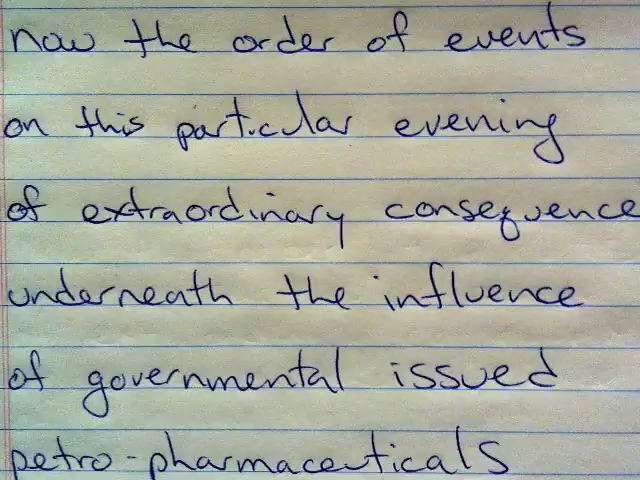 now the order of events
on this particular evening
of extraordinary consequence
underneath the influence
of governmental issued
petro-pharmaceuticals